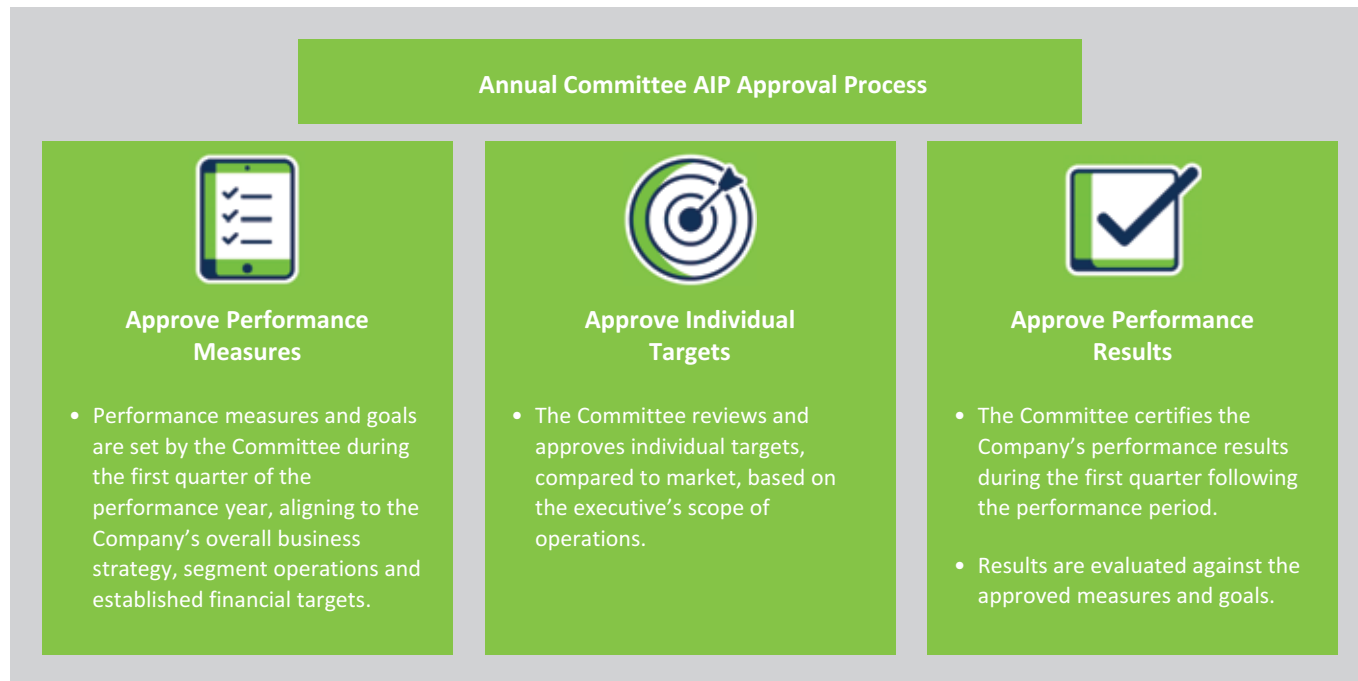 Annual Committee AIP Approval Process
Approve Performance
Measures
• Performance measures and goals
are set by the Committee during
the first quarter of the
performance year, aligning to the
Company’s overall business
strategy, segment operations and
established financial targets.
Approve Individual
Targets
• The Committee reviews and
approves individual targets,
compared to market, based on
the executive’s scope of
operations.
Approve Performance
Results
• The Committee certifies the
Company’s performance results
during the first quarter following
the performance period.
• Results are evaluated against the
approved measures and goals.